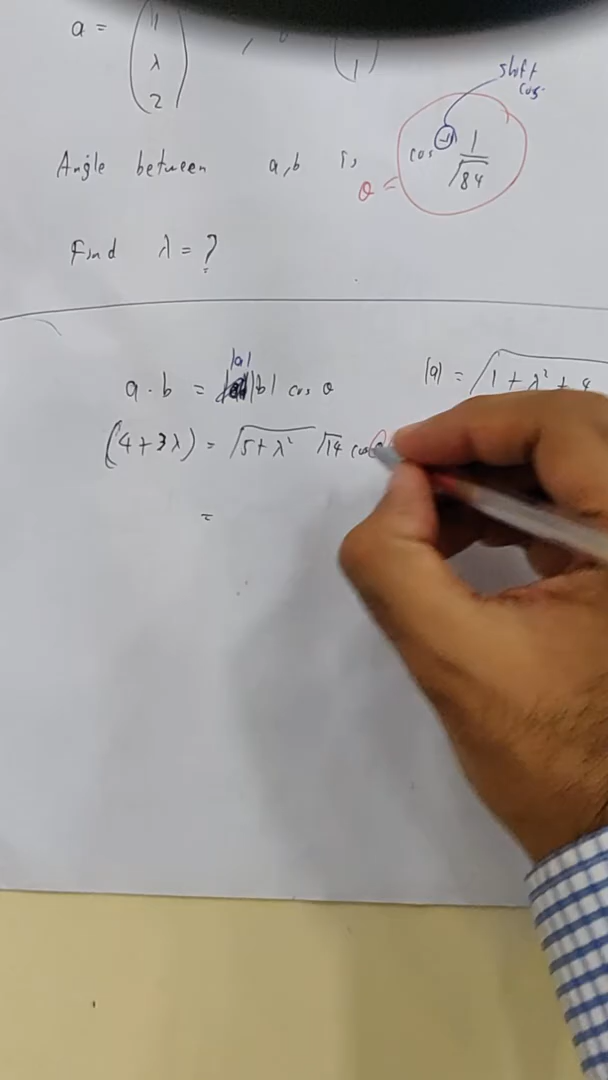 a = (1 λ 2) , (1)
shift cos
Angle between a,b is θ = cos⁻¹ 1/√84
Find λ = ?
a · b = |a| |b| cos θ |a| = √1 + λ² + 4
(4 + 3λ) = √5 + λ² √14 cos
=